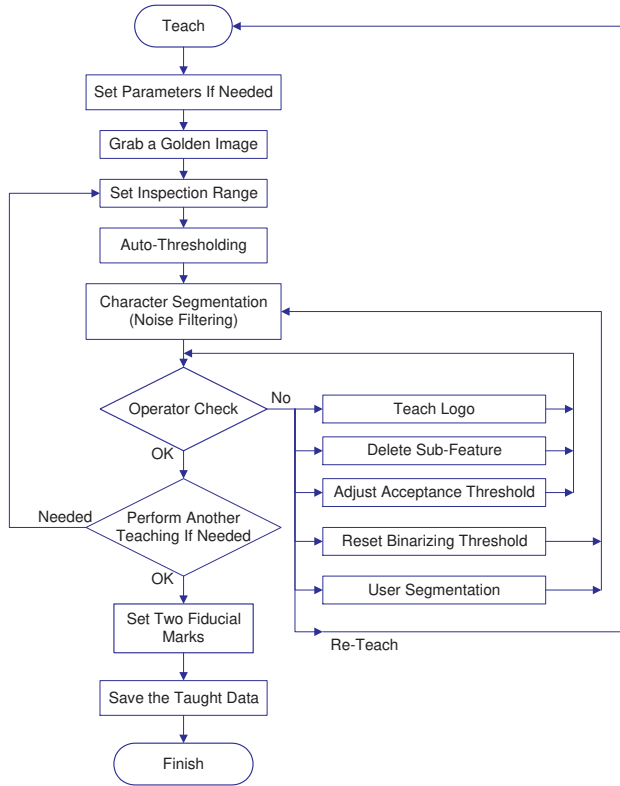 Teach
Set Parameters If Needed
Grab a Golden Image
Set Inspection Range
Auto-Thresholding
Character Segmentation
(Noise Filtering)
Operator Check
No
Teach Logo
Delete Sub-Feature
OK
Adjust Acceptance Threshold
Needed
Perform Another
Teaching If Needed
Reset Binarizing Threshold
OK
User Segmentation
Set Two Fiducial
Marks
Re-Teach
Save the Taught Data
Finish